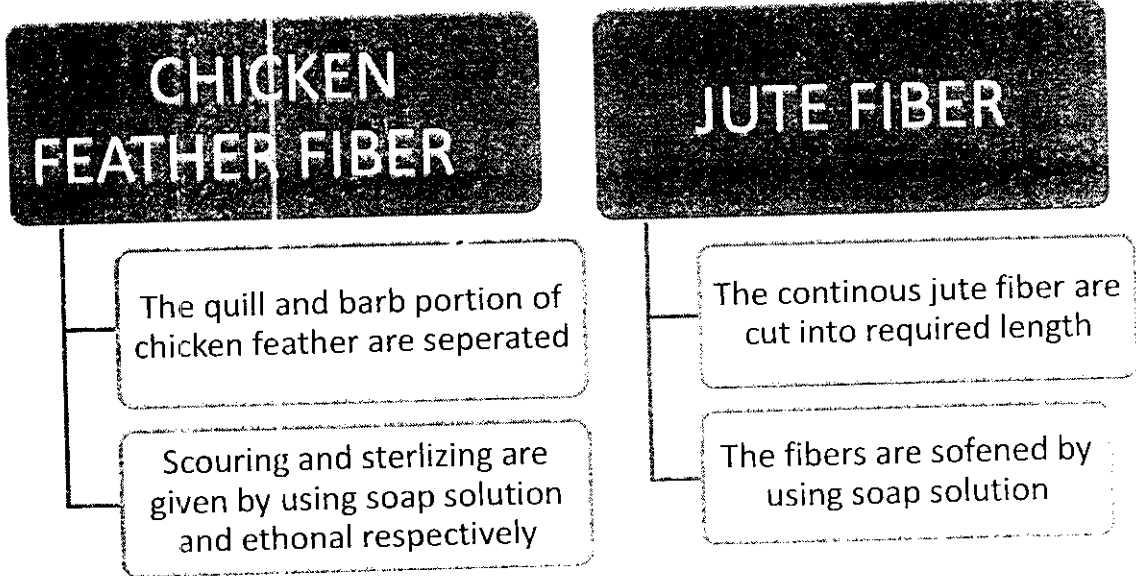 CHICKEN
FEATHER FIBER
The quill and barb portion of
chicken feather are seperated
Scouring and sterlizing are
given by using soap solution
and ethonal respectively
JUTE FIBER
The continous jute fiber are
cut into required length
The fibers are sofened by
using soap solution